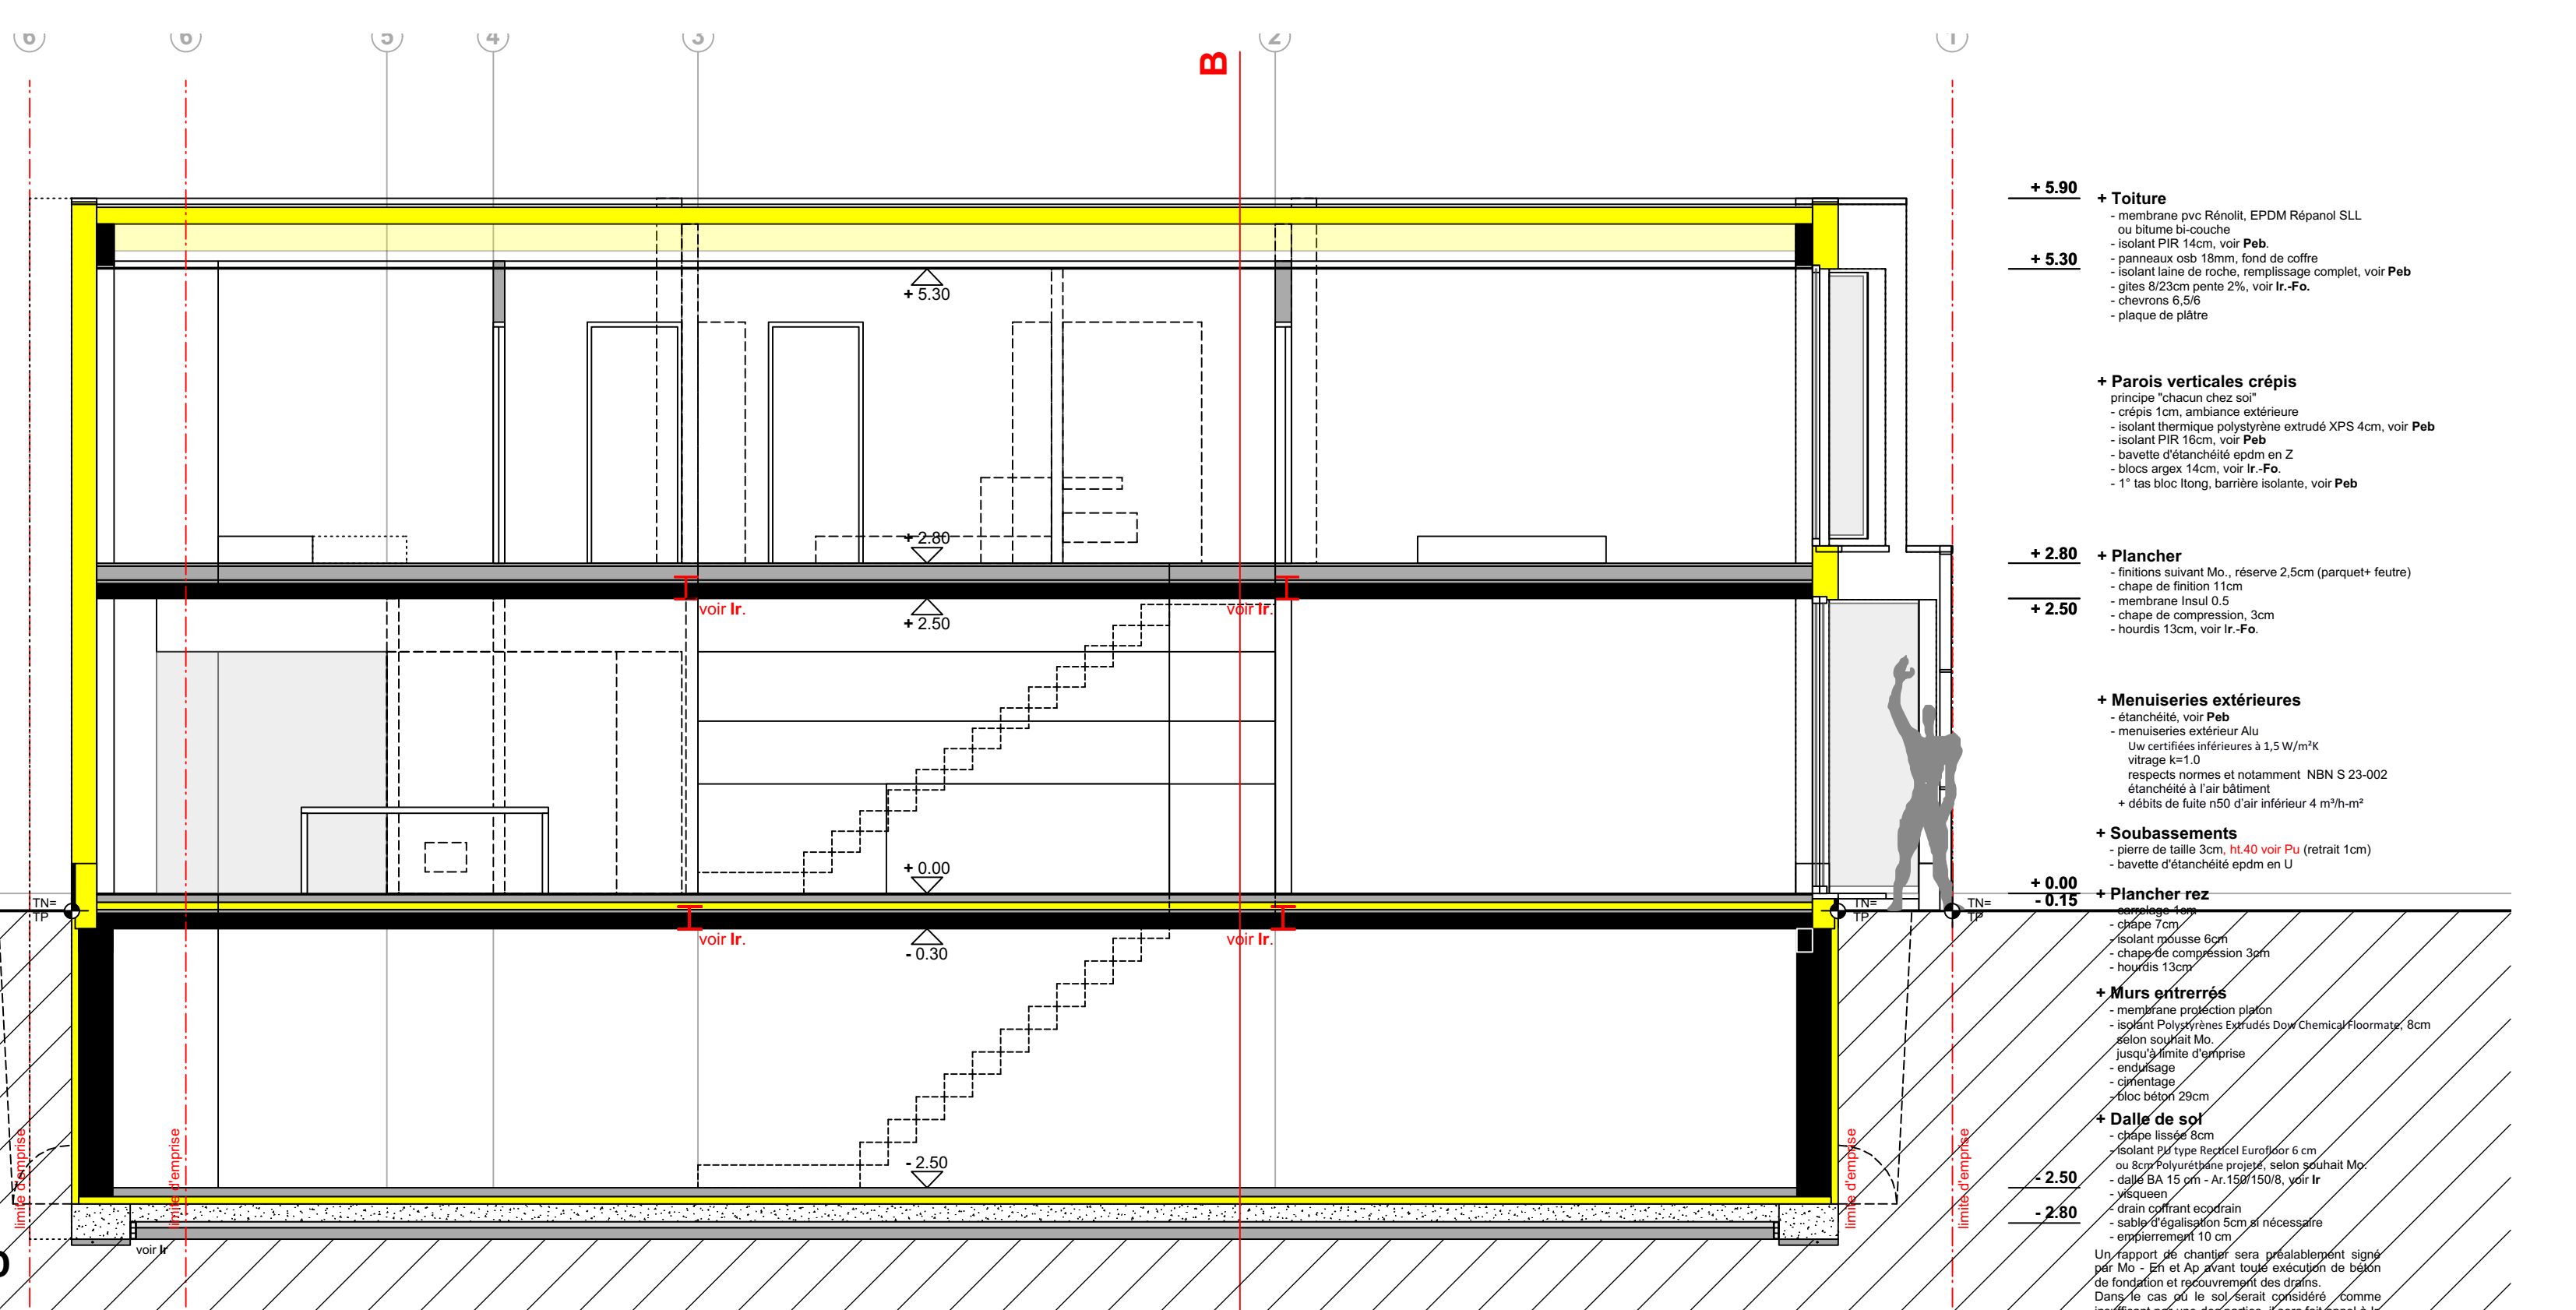 6 6 5 4 3 2 1
B
+ 5.30
+ 2.80
voir Ir.
voir Ir.
+ 2.50
+ 0.00
TN=
TP
TN=
TP
TN=
TP
voir Ir.
voir Ir.
- 0.30
- 2.50
limite d'emprise
limite d'emprise
limite d'emprise
limite d'emprise
voir Ir
+ 5.90
+ 5.30
+ 2.80
+ 2.50
+ 0.00
- 0.15
- 2.50
- 2.80
+ Toiture
- membrane pvc Rénolit, EPDM Répanol SLL
ou bitume bi-couche
- isolant PIR 14cm, voir Peb.
- panneaux osb 18mm, fond de coffre
- isolant laine de roche, remplissage complet, voir Peb
- gites 8/23cm pente 2%, voir Ir.-Fo.
- chevrons 6,5/6
- plaque de plâtre
+ Parois verticales crépis
principe "chacun chez soi"
- crépis 1cm, ambiance extérieure
- isolant thermique polystyrène extrudé XPS 4cm, voir Peb
- isolant PIR 16cm, voir Peb
- bavette d'étanchéité epdm en Z
- blocs argex 14cm, voir Ir.-Fo.
- 1° tas bloc Itong, barrière isolante, voir Peb
+ Plancher
- finitions suivant Mo., réserve 2,5cm (parquet+ feutre)
- chape de finition 11cm
- membrane Insul 0.5
- chape de compression, 3cm
- hourdis 13cm, voir Ir.-Fo.
+ Menuiseries extérieures
- étanchéité, voir Peb
- menuiseries extérieur Alu
Uw certifiées inférieures à 1,5 W/m²K
vitrage k=1.0
respects normes et notamment NBN S 23-002
étanchéité à l'air bâtiment
+ débits de fuite n50 d'air inférieur 4 m³/h-m²
+ Soubassements
- pierre de taille 3cm, ht.40 voir Pu (retrait 1cm)
- bavette d'étanchéité epdm en U
+ Plancher rez
- carrelage 1cm
- chape 7cm
- isolant mousse 6cm
- chape de compression 3cm
- hourdis 13cm
+ Murs enterrés
- membrane protection platon
- isolant Polystyrènes Extrudés Dow Chemical Floormate, 8cm
selon souhait Mo.
jusqu'à limite d'emprise
- enduisage
- cimentage
- bloc béton 29cm
+ Dalle de sol
- chape lissée 8cm
- isolant PU type Recticel Eurofloor 6 cm
ou 8cm Polyuréthane projeté, selon souhait Mo.
- dalle BA 15 cm - Ar.150/150/8, voir Ir
- visqueen
- drain coffrant ecodrain
- sable d'égalisation 5cm si nécessaire
- empierrement 10 cm
Un rapport de chantier sera préalablement signé
par Mo - En et Ap avant toute exécution de béton
de fondation et recouvrement des drains.
Dans le cas où le sol serait considéré comme